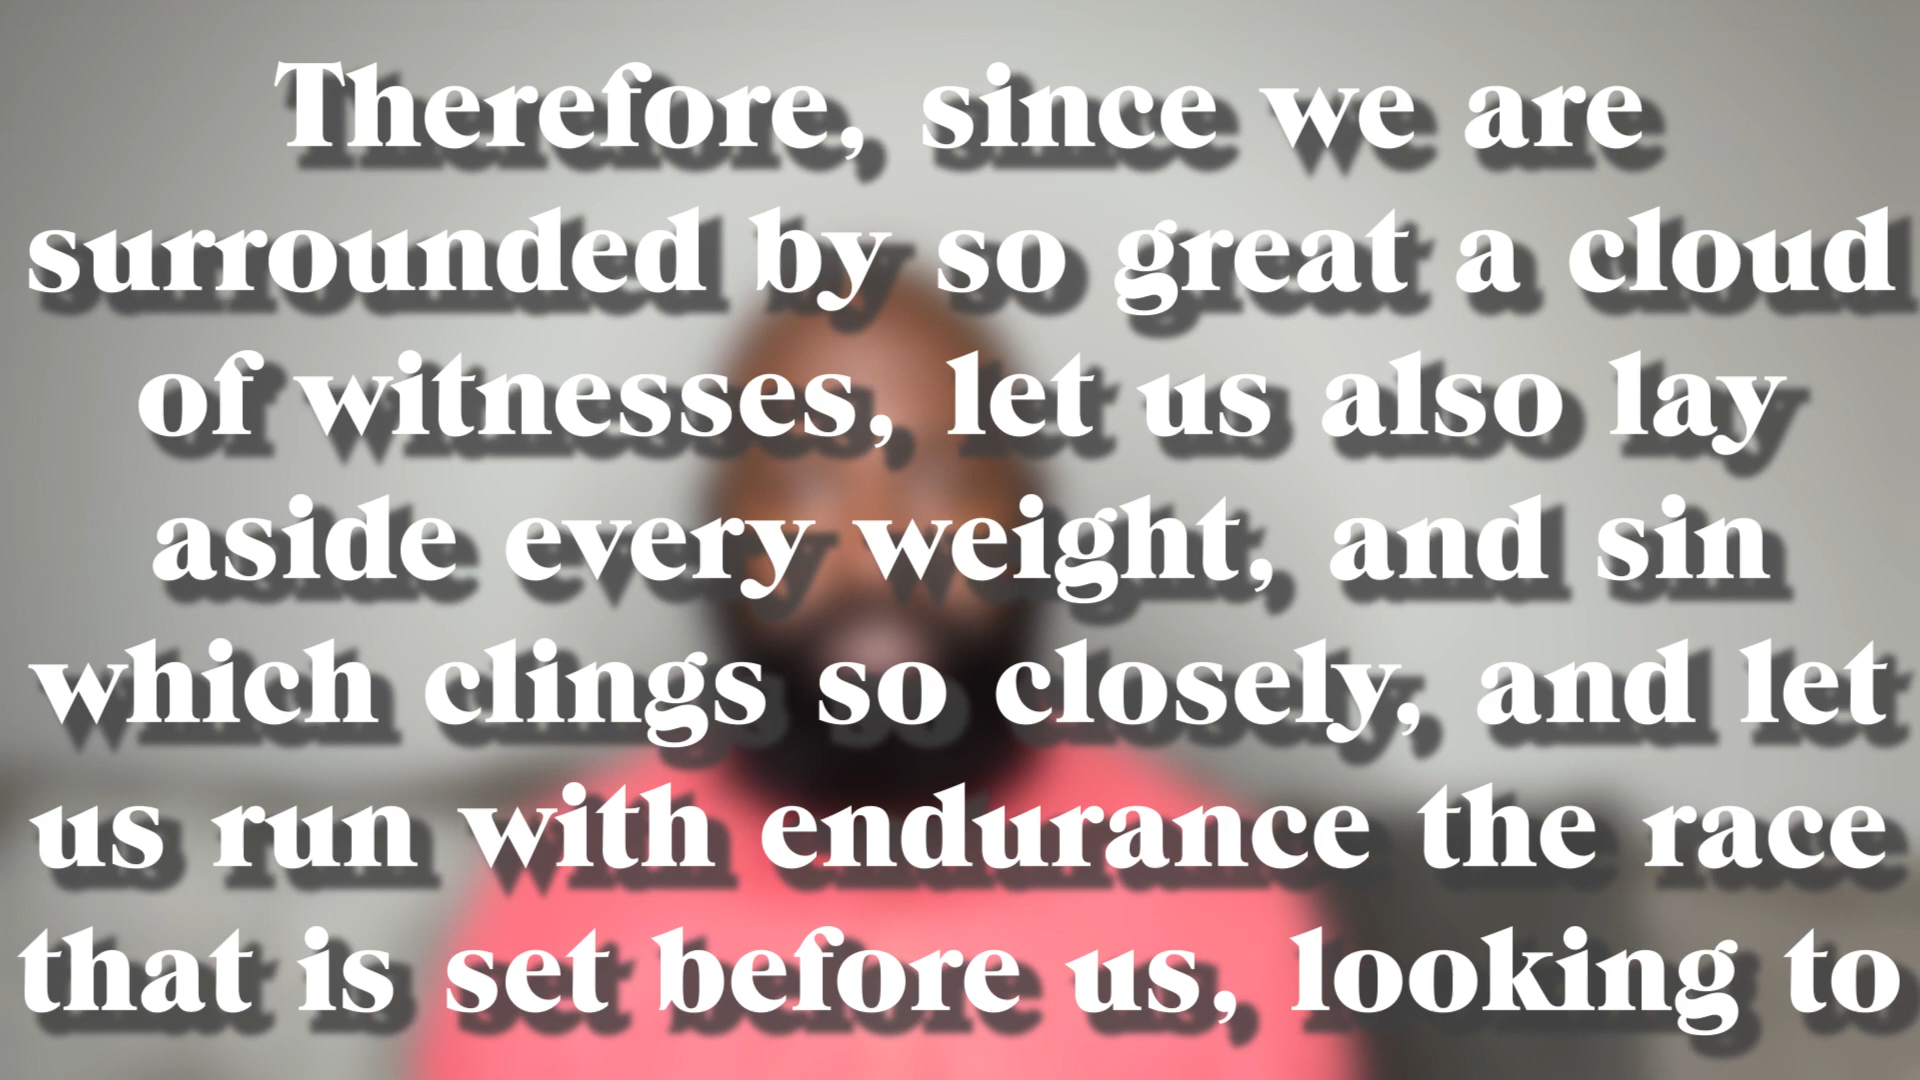 Therefore, since we are
surrounded by so great a cloud
of witnesses, let us also lay
aside every weight, and sin
which clings so closely, and let
us run with endurance the race
that is set before us, looking to